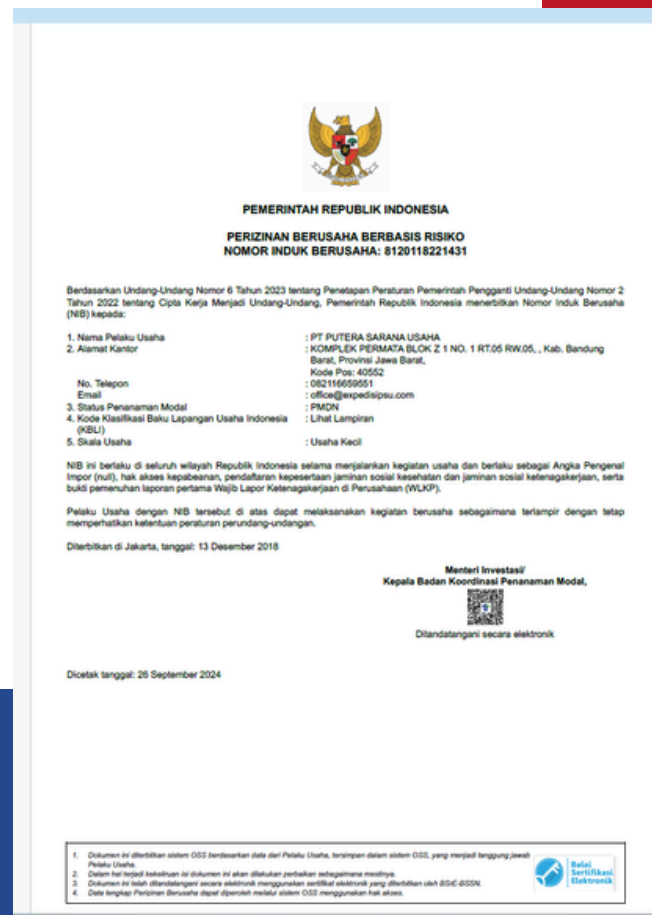 PEMERINTAH REPUBLIK INDONESIA
PERIZINAN BERUSAHA BERBASIS RISIKO
NOMOR INDUK BERUSAHA: 8120118221431
Berdasarkan Undang-Undang Nomor 6 Tahun 2023 tentang Penetapan Peraturan Pemerintah Pengganti Undang-Undang Nomor 2
Tahun 2022 tentang Cipta Kerja Menjadi Undang-Undang, Pemerintah Republik Indonesia menerbitkan Nomor Induk Berusaha
(NIB) kepada:
1. Nama Pelaku Usaha : PT PUTERA SARANA USAHA
2. Alamat Kantor : KOMPLEK PERMATA BLOK Z 1 NO. 1 RT.05 RW.05, , Kab. Bandung
Barat, Provinsi Jawa Barat,
Kode Pos: 40552
No. Telepon : 082116659551
Email : office@expedisipsu.com
3. Status Penanaman Modal : PMDN
4. Kode Klasifikasi Baku Lapangan Usaha Indonesia : Lihat Lampiran
(KBLI)
5. Skala Usaha : Usaha Kecil
NIB ini berlaku di seluruh wilayah Republik Indonesia selama menjalankan kegiatan usaha dan berlaku sebagai Angka Pengenal
Impor (null), hak akses kepabeanan, pendaftaran kepesertaan jaminan sosial kesehatan dan jaminan sosial ketenagakerjaan, serta
bukti pemenuhan laporan pertama Wajib Lapor Ketenagakerjaan di Perusahaan (WLKP).
Pelaku Usaha dengan NIB tersebut di atas dapat melaksanakan kegiatan berusaha sebagaimana terlampir dengan tetap
memperhatikan ketentuan peraturan perundang-undangan.
Diterbitkan di Jakarta, tanggal: 13 Desember 2018
Menteri Investasi/
Kepala Badan Koordinasi Penanaman Modal,
Ditandatangani secara elektronik
Dicetak tanggal: 26 September 2024
1. Dokumen ini diterbitkan sistem OSS berdasarkan data dari Pelaku Usaha, tersimpan dalam sistem OSS, yang menjadi tanggung jawab
Pelaku Usaha.
2. Dalam hal terjadi kekeliruan isi dokumen ini akan dilakukan perbaikan sebagaimana mestinya.
3. Dokumen ini telah ditandatangani secara elektronik menggunakan sertifikat elektronik yang diterbitkan oleh BSrE-BSSN.
4. Data lengkap Perizinan Berusaha dapat diperoleh melalui sistem OSS menggunakan hak akses.
Balai
Sertifikasi
Elektronik